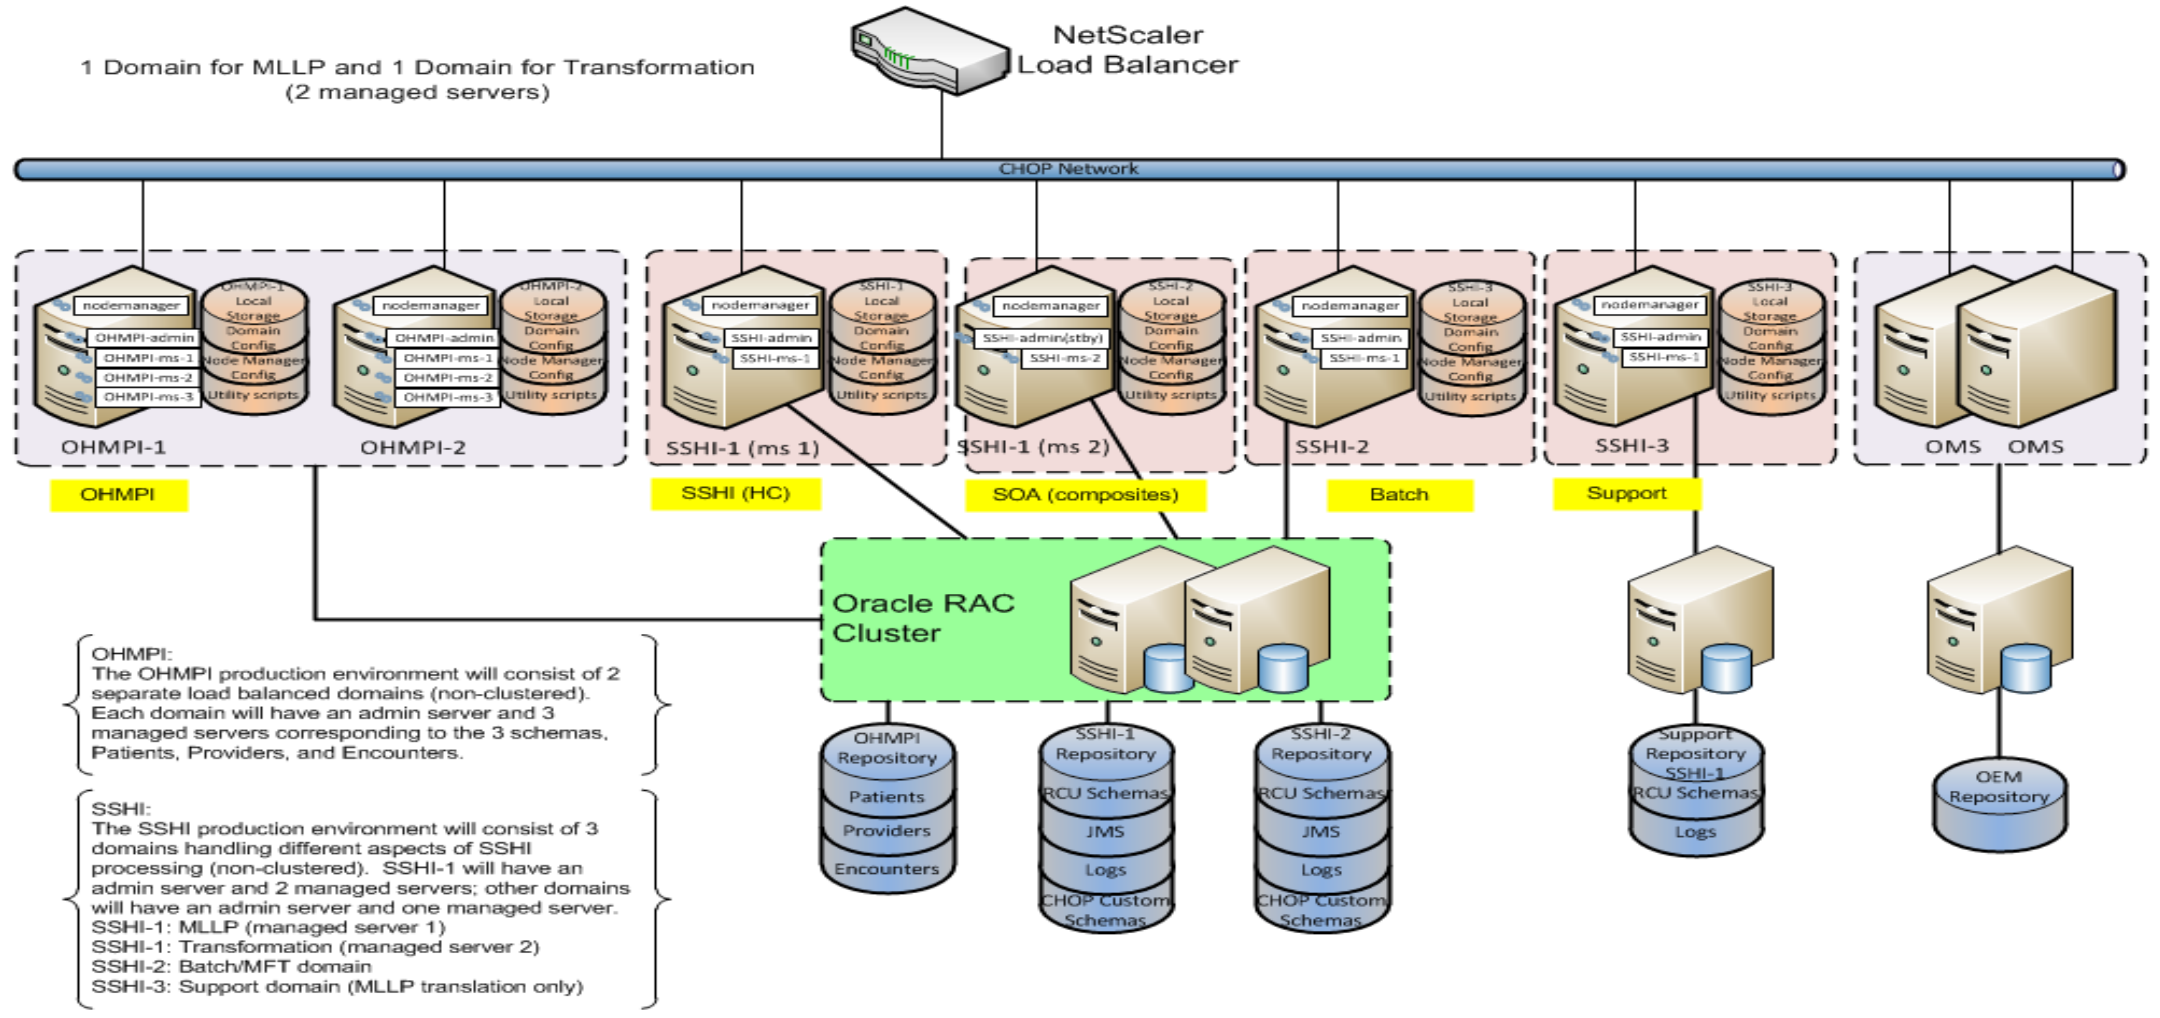 NetScaler
Load Balancer
1 Domain for MLLP and 1 Domain for Transformation
(2 managed servers)
CHOP Network
nodemanager
OHMPI-admin
OHMPI-ms-1
OHMPI-ms-2
OHMPI-ms-3
OHMPI-1
Local
Storage
Domain
Config
Node Manager
Config
Utility scripts
OHMPI-1
nodemanager
OHMPI-admin
OHMPI-ms-1
OHMPI-ms-2
OHMPI-ms-3
OHMPI-2
Local
Storage
Domain
Config
Node Manager
Config
Utility scripts
OHMPI-2
OHMPI
nodemanager
SSHI-admin
SSHI-ms-1
SSHI-1
Local
Storage
Domain
Config
Node Manager
Config
Utility scripts
SSHI-1 (ms 1)
SSHI (HC)
nodemanager
SSHI-admin(stby)
SSHI-ms-2
SSHI-2
Local
Storage
Domain
Config
Node Manager
Config
Utility scripts
SSHI-1 (ms 2)
SOA (composites)
nodemanager
SSHI-admin
SSHI-ms-1
SSHI-3
Local
Storage
Domain
Config
Node Manager
Config
Utility scripts
SSHI-2
Batch
nodemanager
SSHI-admin
SSHI-ms-1
SSHI-3
Local
Storage
Domain
Config
Node Manager
Config
Utility scripts
SSHI-3
Support
OMS
OMS
Oracle RAC
Cluster
OHMPI:
The OHMPI production environment will consist of 2
separate load balanced domains (non-clustered).
Each domain will have an admin server and 3
managed servers corresponding to the 3 schemas,
Patients, Providers, and Encounters.
SSHI:
The SSHI production environment will consist of 3
domains handling different aspects of SSHI
processing (non-clustered). SSHI-1 will have an
admin server and 2 managed servers; other domains
will have an admin server and one managed server.
SSHI-1: MLLP (managed server 1)
SSHI-1: Transformation (managed server 2)
SSHI-2: Batch/MFT domain
SSHI-3: Support domain (MLLP translation only)
OHMPI
Repository
Patients
Providers
Encounters
SSHI-1
Repository
RCU Schemas
JMS
Logs
CHOP Custom
Schemas
SSHI-2
Repository
RCU Schemas
JMS
Logs
CHOP Custom
Schemas
Support
Repository
SSHI-1
RCU Schemas
Logs
OEM
Repository